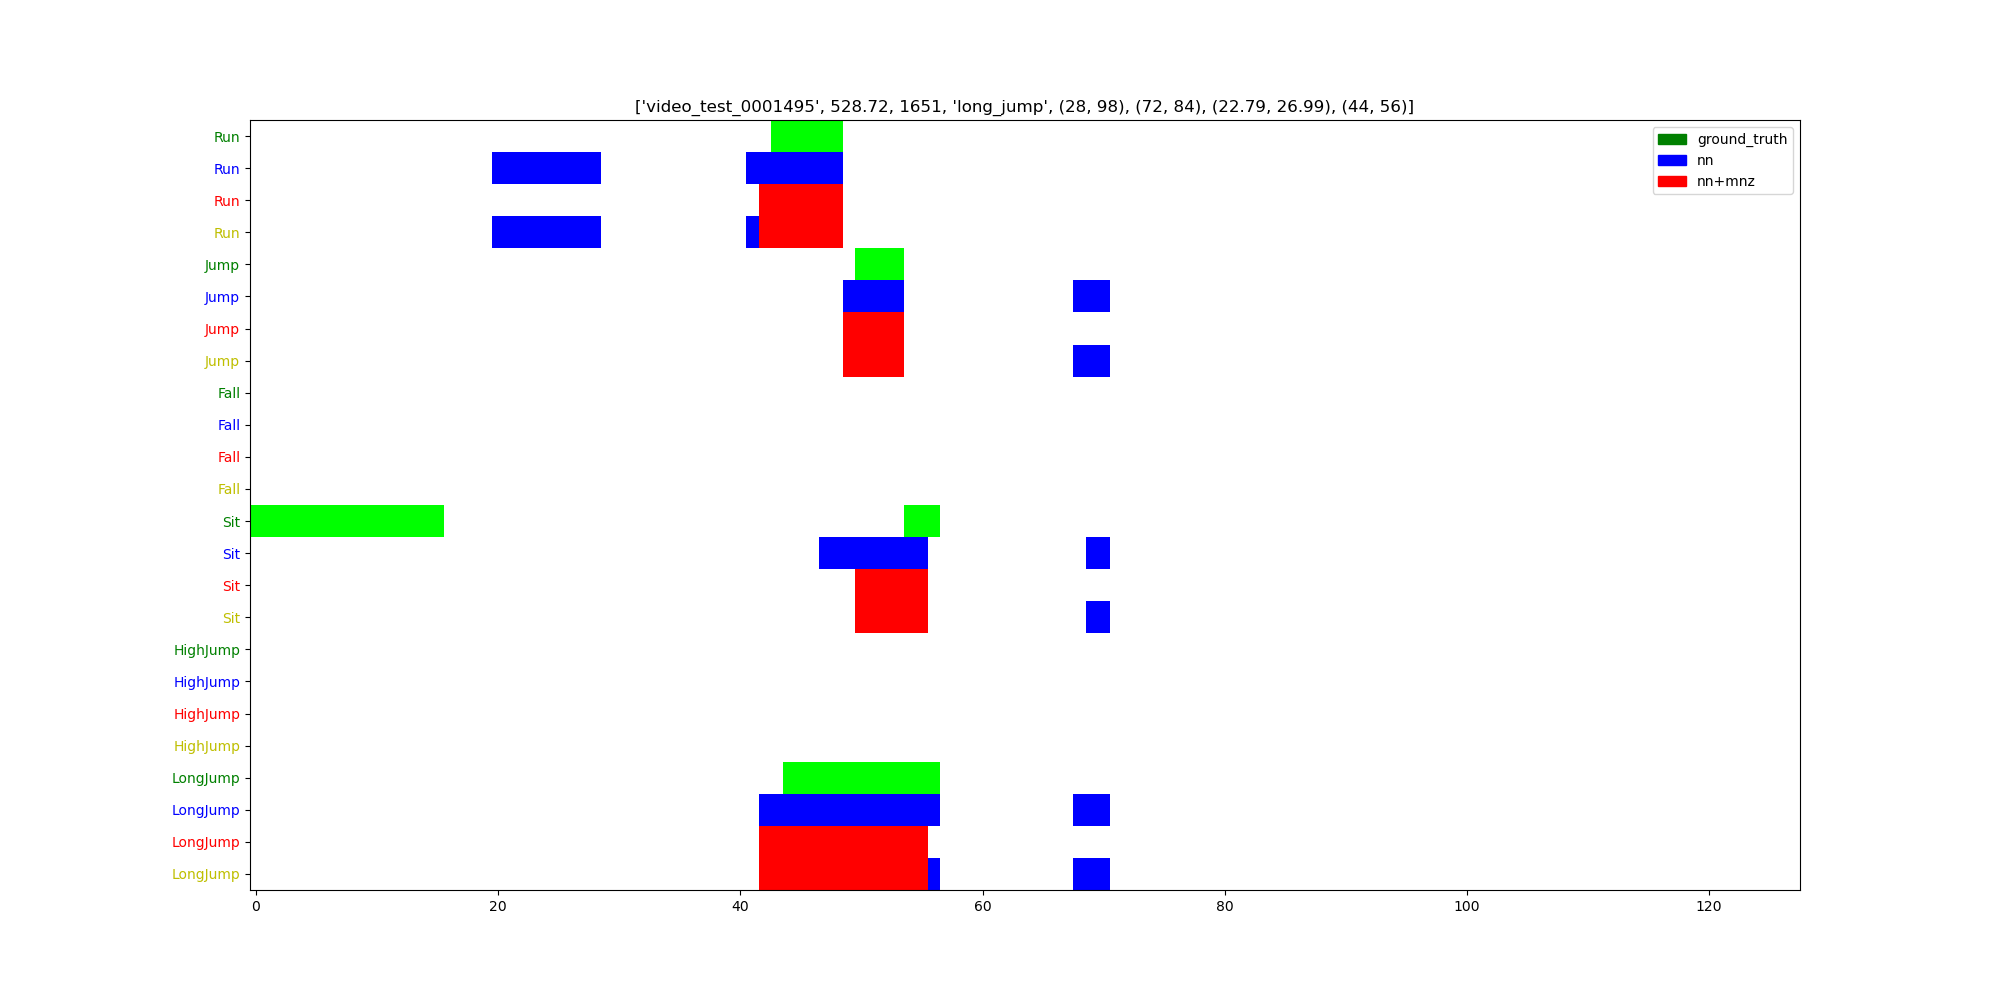 ['video_test_0001495', 528.72, 1651, 'long_jump', (28, 98), (72, 84), (22.79, 26.99), (44, 56)]
ground_truth
nn
nn+mnz
Run
Run
Run
Run
Jump
Jump
Jump
Jump
Fall
Fall
Fall
Fall
Sit
Sit
Sit
Sit
HighJump
HighJump
HighJump
HighJump
LongJump
LongJump
LongJump
LongJump
0 20 40 60 80 100 120